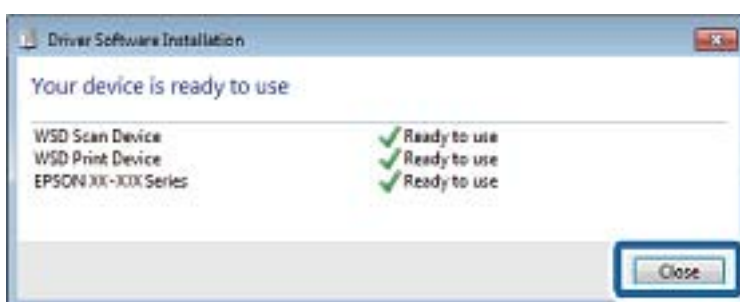 Driver Software Installation
Your device is ready to use
WSD Scan Device Ready to use
WSD Print Device Ready to use
EPSON XX-XXX Series Ready to use
Close